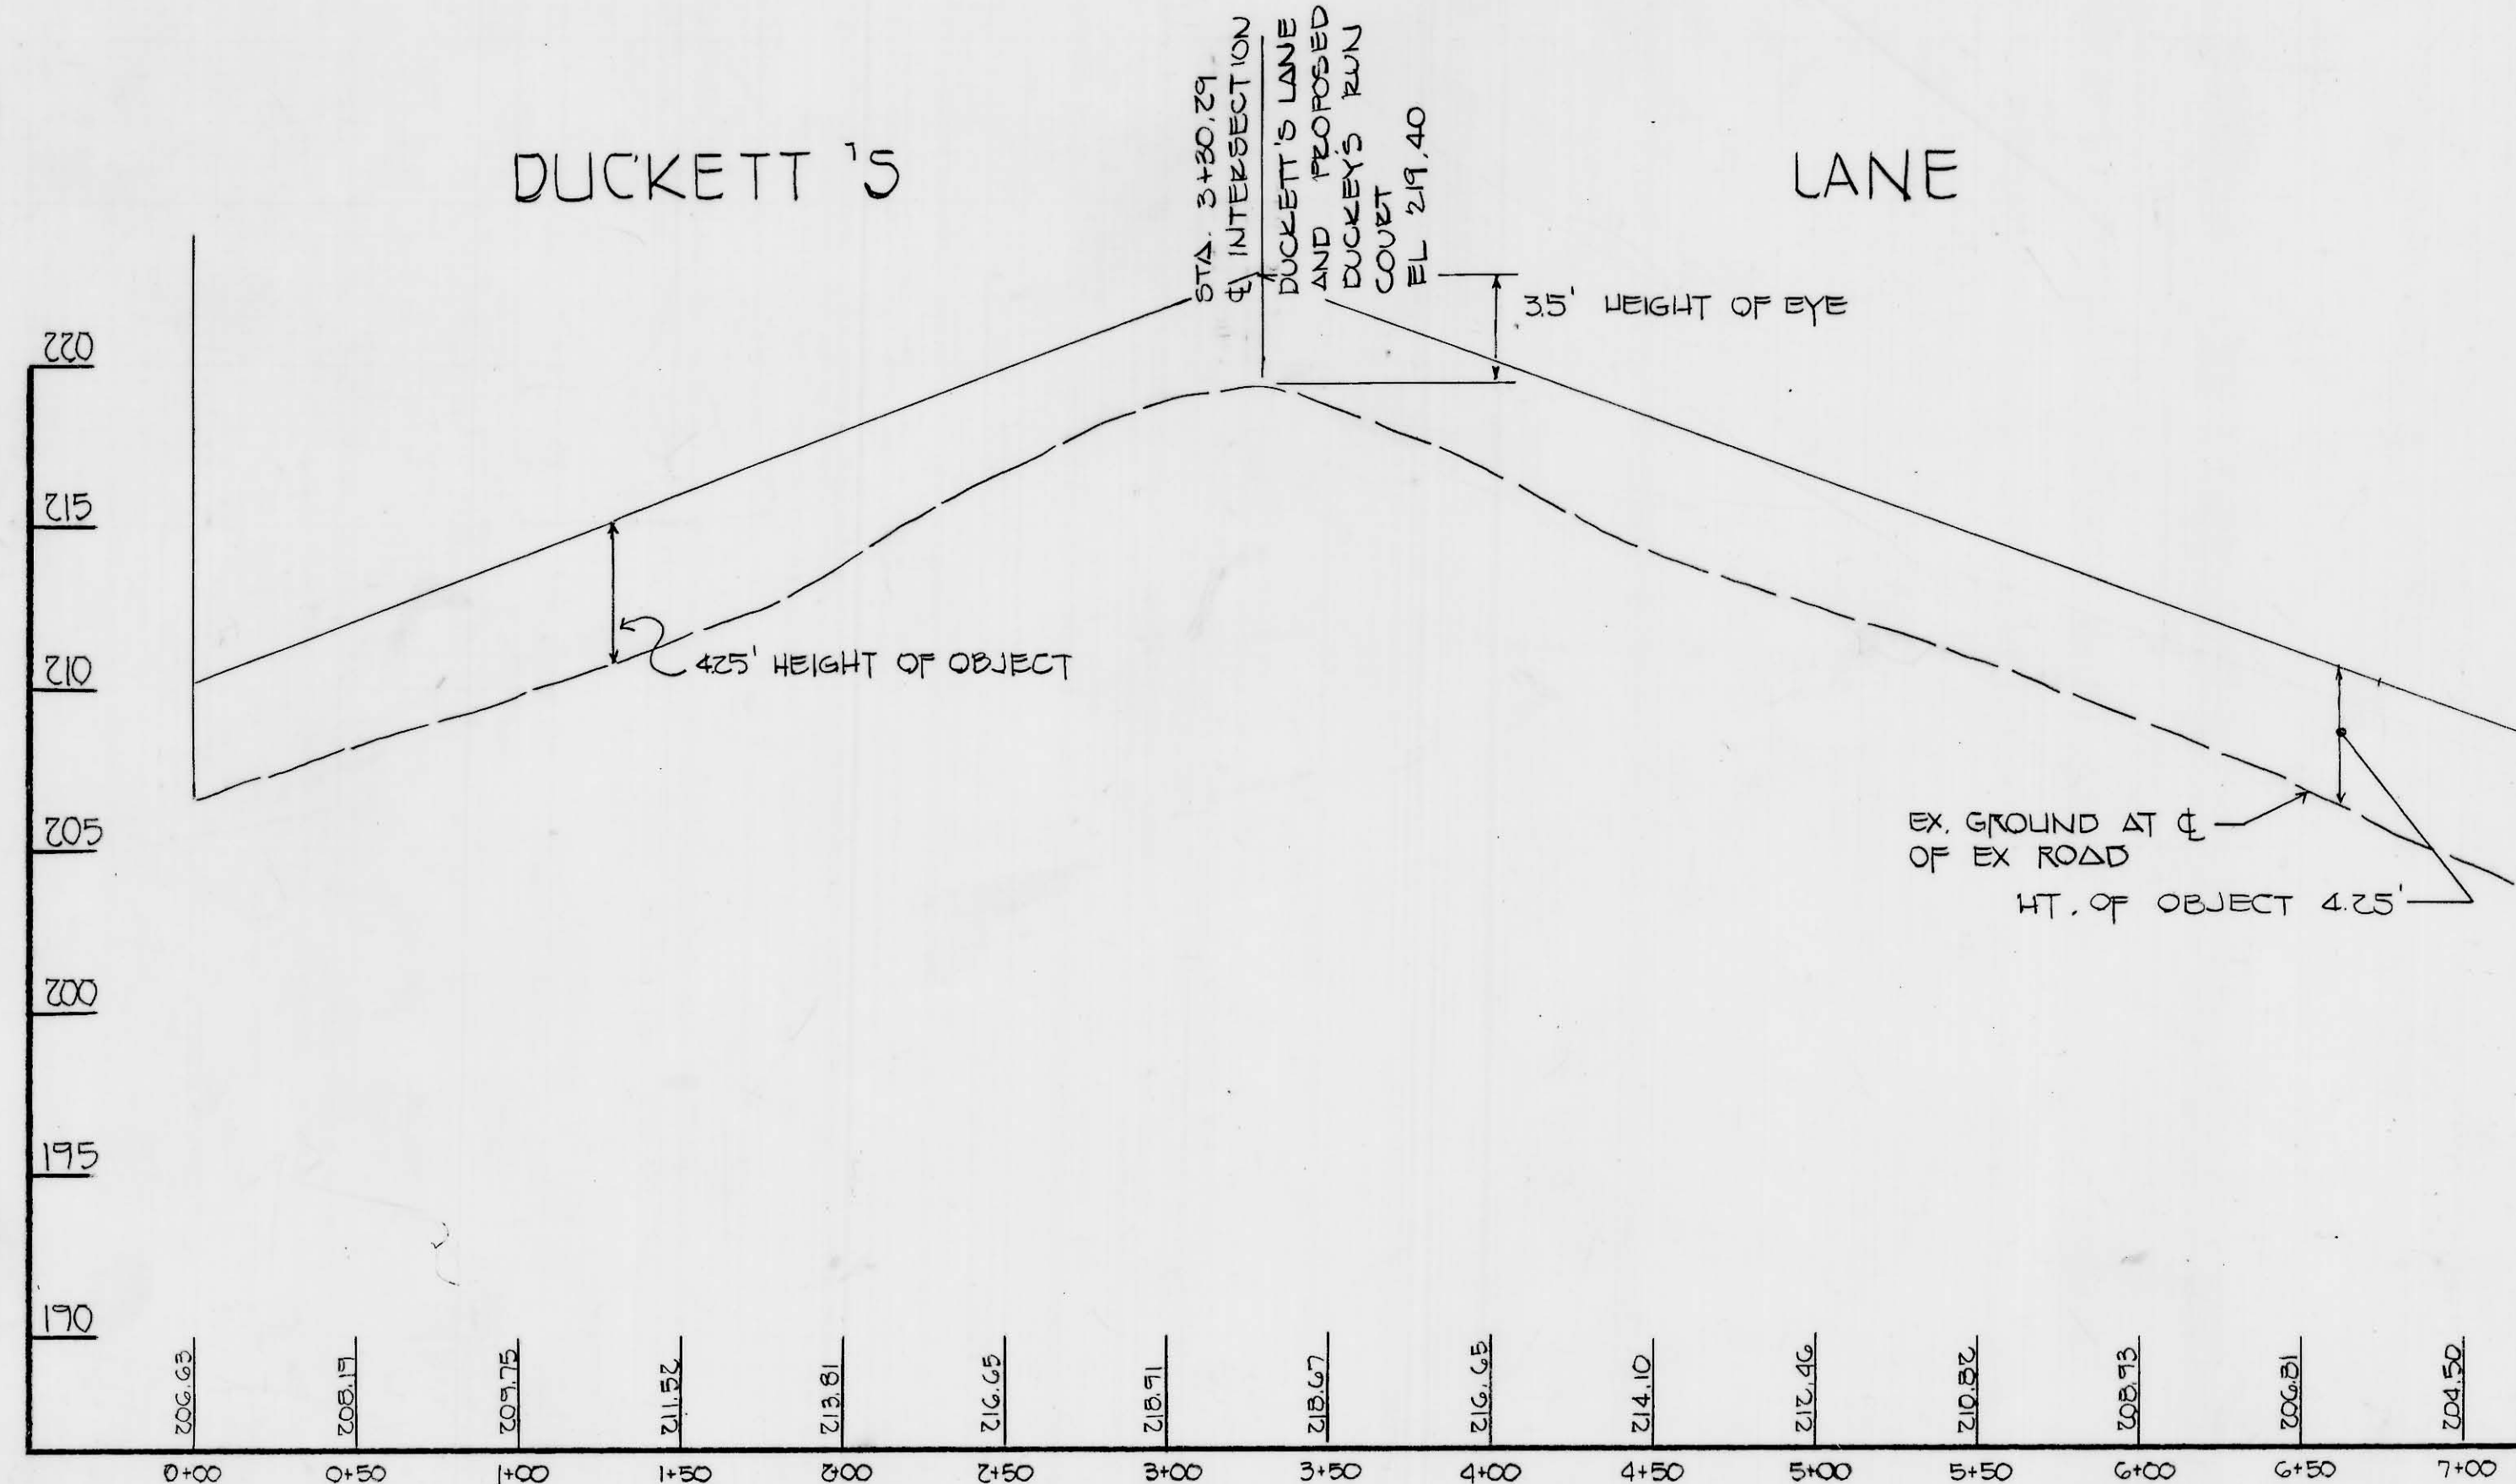 DUCKETT'S LANE
STA. 3+30.29
℄ INTERSECTION
DUCKETT'S LANE
AND PROPOSED
DUCKEY'S RUN
COURT
EL 219.40
3.5' HEIGHT OF EYE
220
215
210
205
200
195
190
4.25' HEIGHT OF OBJECT
EX. GROUND AT ℄
OF EX ROAD
HT. OF OBJECT 4.25'
206.63
208.19
209.75
211.52
213.81
216.65
218.91
218.67
216.65
214.10
212.46
210.82
208.93
206.81
204.50
0+00 0+50 1+00 1+50 2+00 2+50 3+00 3+50 4+00 4+50 5+00 5+50 6+00 6+50 7+00